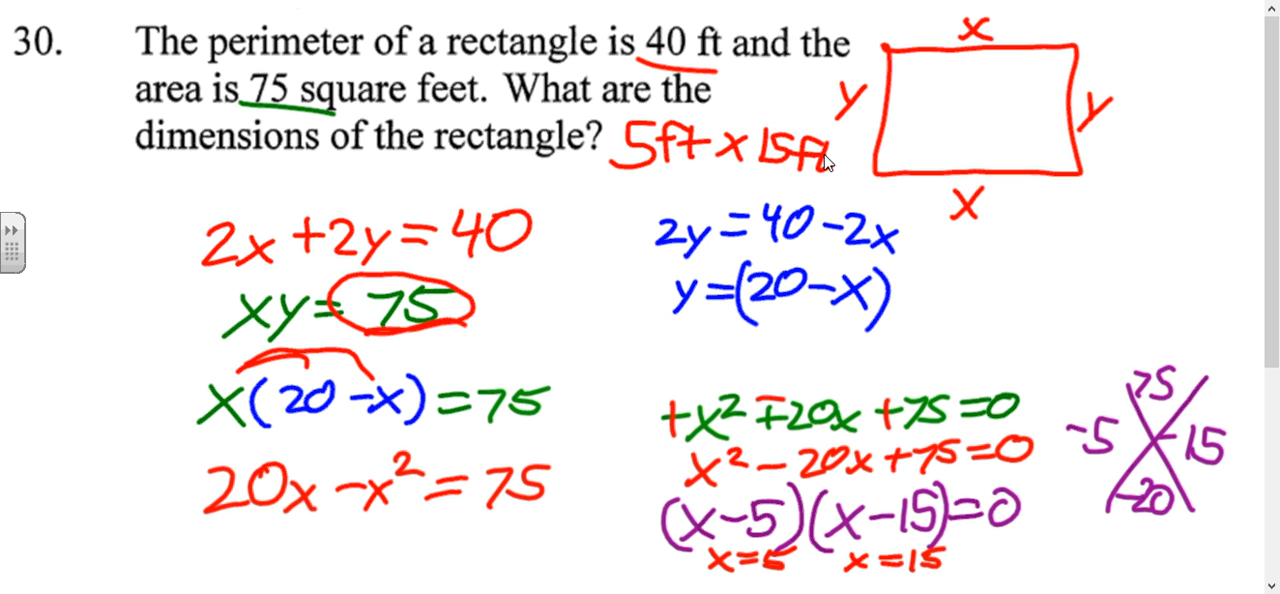 30. The perimeter of a rectangle is 40 ft and the
area is 75 square feet. What are the
dimensions of the rectangle? 5ft x 15ft
x
y
y
x
2x +2y = 40
xy = 75
x(20 -x) = 75
20x -x² = 75
2y = 40 -2x
y = (20 -x)
+x² ∓20x +75 = 0
x² - 20x +75 = 0
(x-5)(x-15)=0
x=5 x=15
75
-5 -15
-20